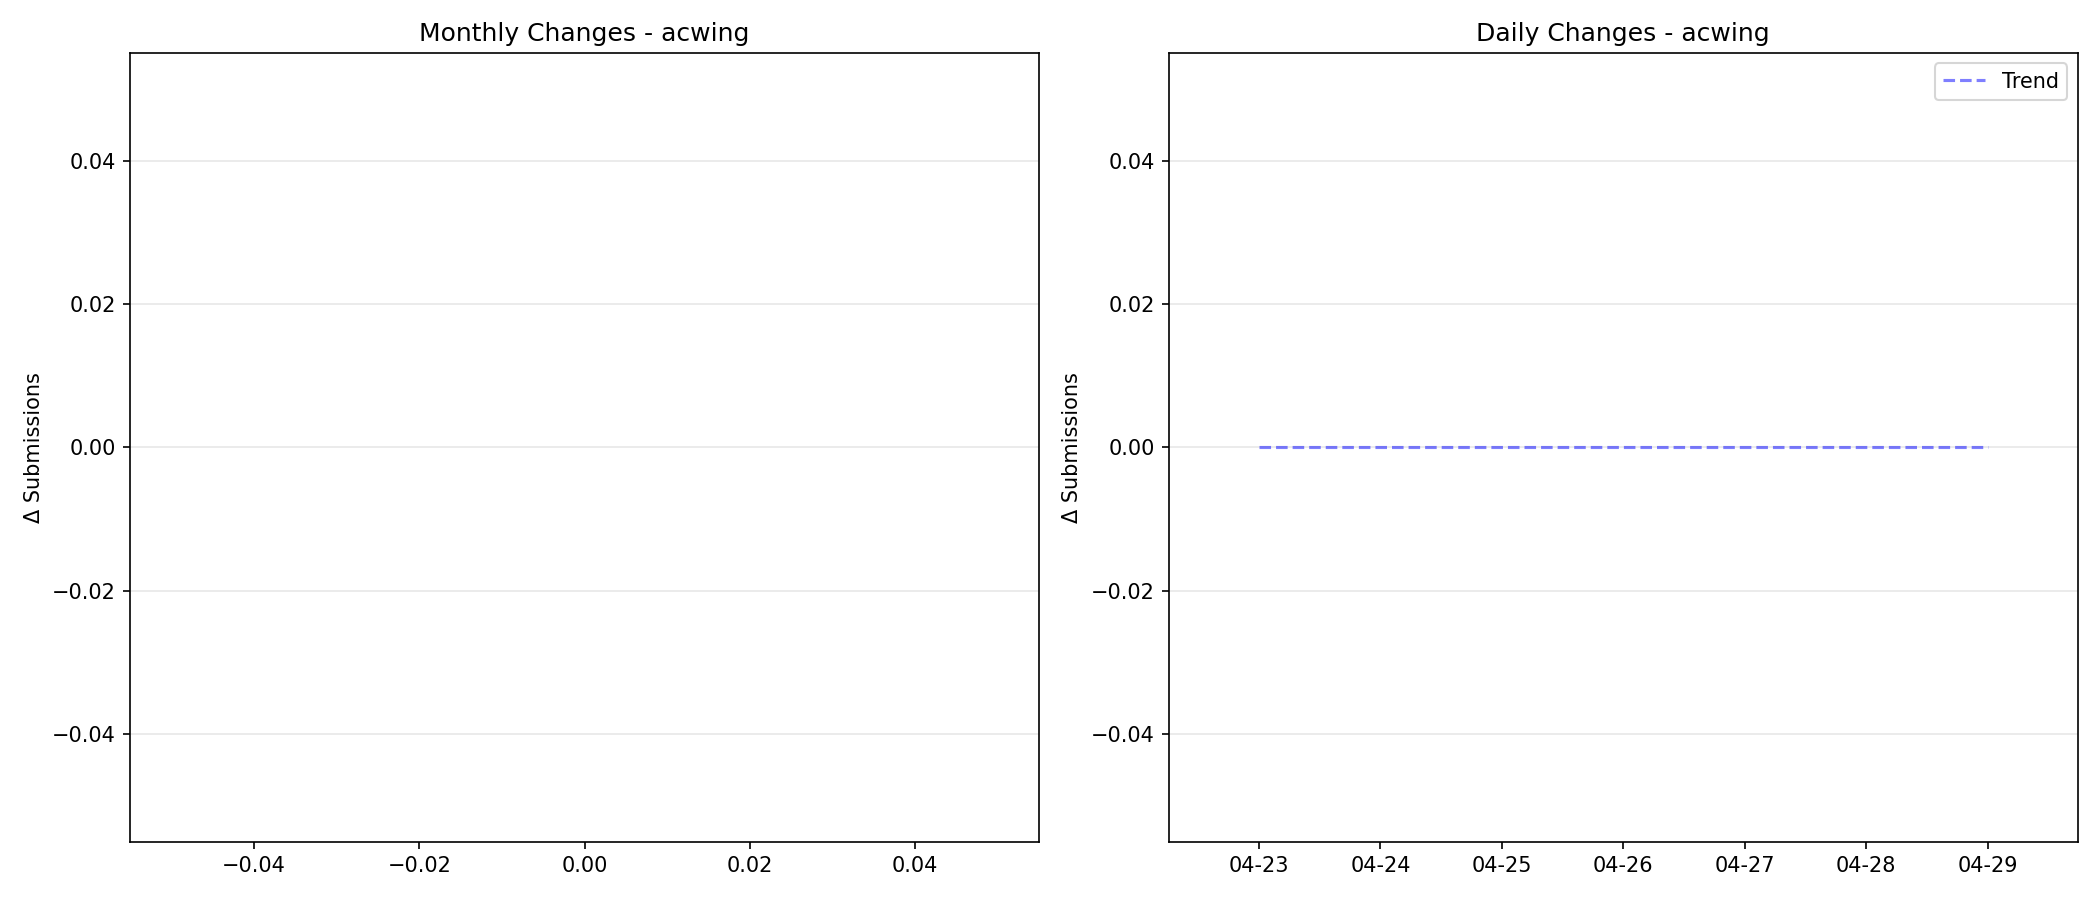 Monthly Changes - acwing
Δ Submissions
0.04
0.02
0.00
−0.02
−0.04
−0.04 −0.02 0.00 0.02 0.04
Daily Changes - acwing
Trend
Δ Submissions
0.04
0.02
0.00
−0.02
−0.04
04-23 04-24 04-25 04-26 04-27 04-28 04-29